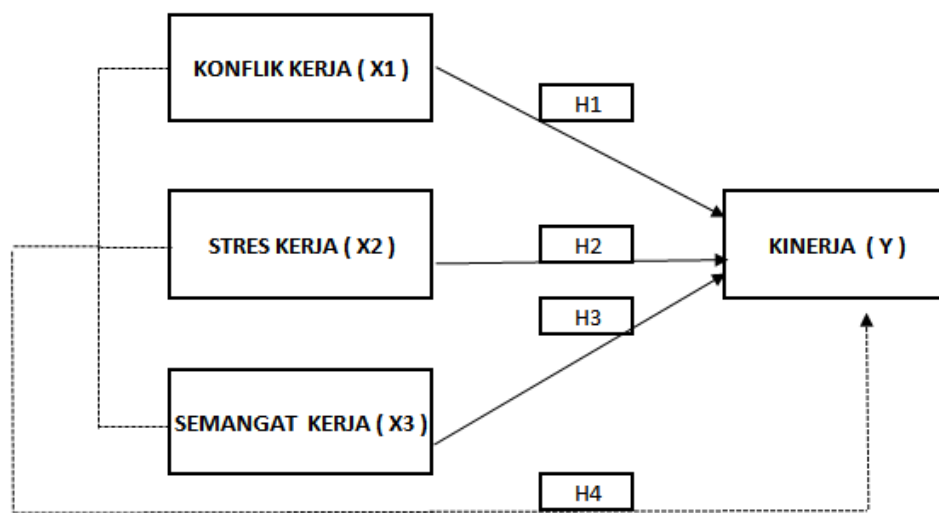 KONFLIK KERJA ( X1 )
H1
STRES KERJA ( X2 )
H2
KINERJA ( Y )
H3
SEMANGAT KERJA ( X3 )
H4